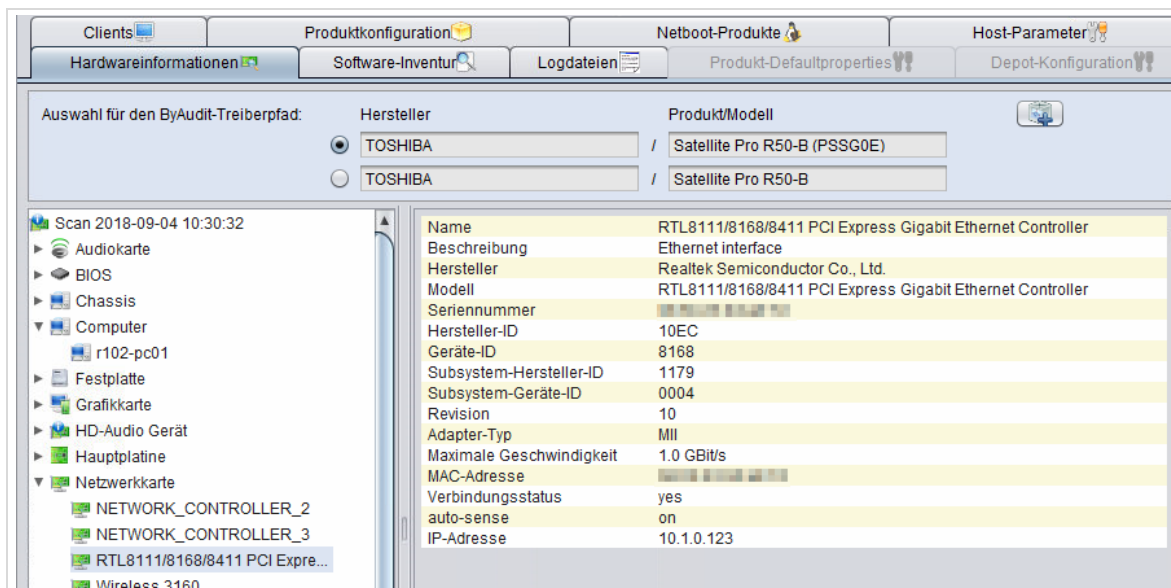 Clients Produktkonfiguration Netboot-Produkte Host-Parameter
Hardwareinformationen Software-Inventur Logdateien Produkt-Defaultproperties Depot-Konfiguration
Auswahl für den ByAudit-Treiberpfad: Hersteller Produkt/Modell
TOSHIBA / Satellite Pro R50-B (PSSG0E)
TOSHIBA / Satellite Pro R50-B
Scan 2018-09-04 10:30:32
Audiokarte
BIOS
Chassis
Computer
r102-pc01
Festplatte
Grafikkarte
HD-Audio Gerät
Hauptplatine
Netzwerkkarte
NETWORK_CONTROLLER_2
NETWORK_CONTROLLER_3
RTL8111/8168/8411 PCI Expre...
Wireless 3160
Name RTL8111/8168/8411 PCI Express Gigabit Ethernet Controller
Beschreibung Ethernet interface
Hersteller Realtek Semiconductor Co., Ltd.
Modell RTL8111/8168/8411 PCI Express Gigabit Ethernet Controller
Seriennummer
Hersteller-ID 10EC
Geräte-ID 8168
Subsystem-Hersteller-ID 1179
Subsystem-Geräte-ID 0004
Revision 10
Adapter-Typ MII
Maximale Geschwindigkeit 1.0 GBit/s
MAC-Adresse
Verbindungsstatus yes
auto-sense on
IP-Adresse 10.1.0.123